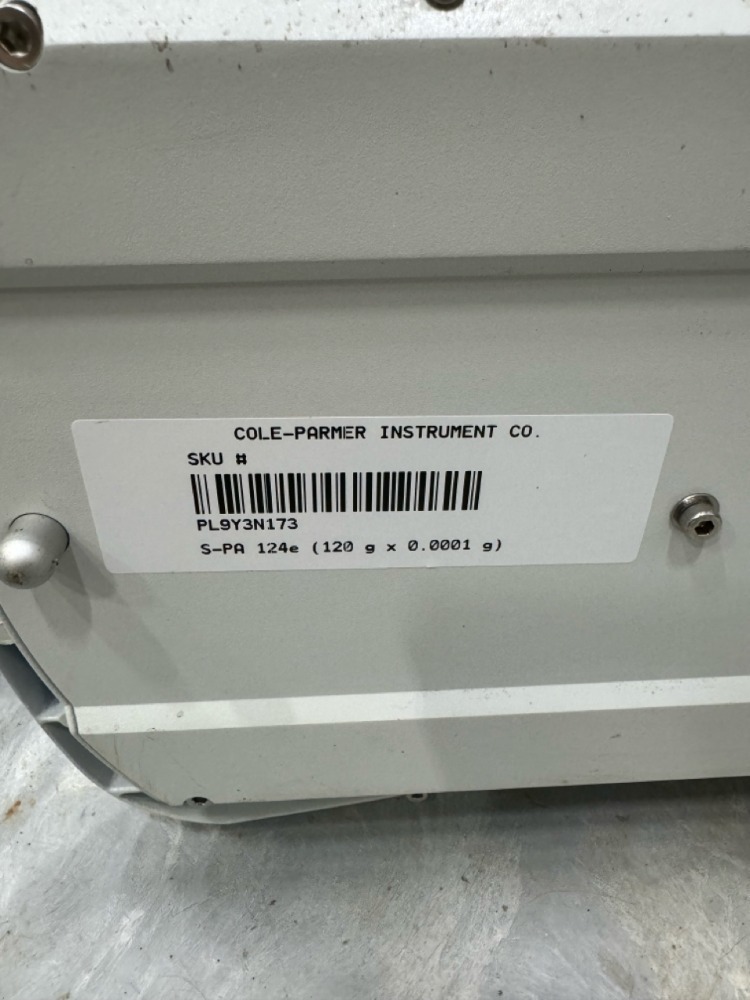 COLE-PARMER INSTRUMENT CO.
SKU #
PL9Y3N173
S-PA 124e (120 g x 0.0001 g)